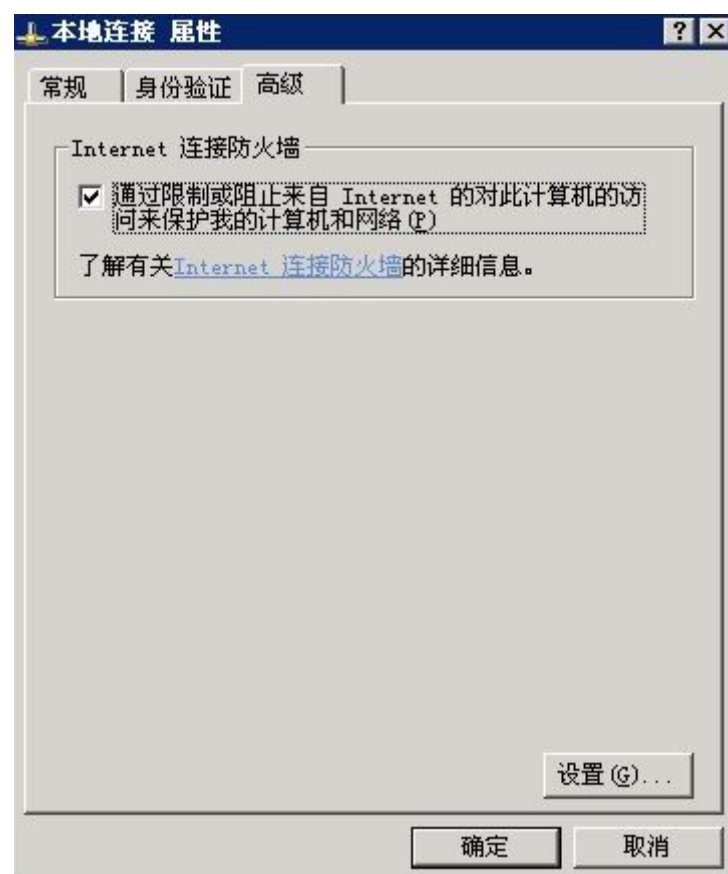 本地连接 属性
常规 身份验证 高级
Internet 连接防火墙
通过限制或阻止来自 Internet 的对此计算机的访
问来保护我的计算机和网络(P)
了解有关Internet 连接防火墙的详细信息。
设置(G)...
确定 取消